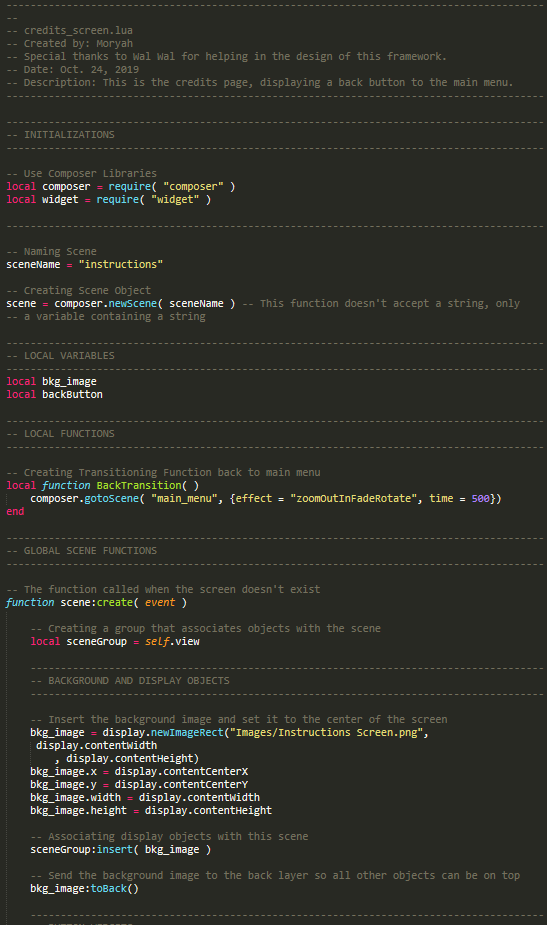 -----------------------------------------------------------------------------------------
--
-- credits_screen.lua
-- Created by: Moryah
-- Special thanks to Wal Wal for helping in the design of this framework.
-- Date: Oct. 24, 2019
-- Description: This is the credits page, displaying a back button to the main menu.
-----------------------------------------------------------------------------------------
-----------------------------------------------------------------------------------------
-- INITIALIZATIONS
-----------------------------------------------------------------------------------------
-- Use Composer Libraries
local composer = require( "composer" )
local widget = require( "widget" )
-----------------------------------------------------------------------------------------
-- Naming Scene
sceneName = "instructions"
-- Creating Scene Object
scene = composer.newScene( sceneName ) -- This function doesn't accept a string, only
-- a variable containing a string
-----------------------------------------------------------------------------------------
-- LOCAL VARIABLES
-----------------------------------------------------------------------------------------
local bkg_image
local backButton
-----------------------------------------------------------------------------------------
-- LOCAL FUNCTIONS
-----------------------------------------------------------------------------------------
-- Creating Transitioning Function back to main menu
local function BackTransition( )
    composer.gotoScene( "main_menu", {effect = "zoomOutInFadeRotate", time = 500})
end
-----------------------------------------------------------------------------------------
-- GLOBAL SCENE FUNCTIONS
-----------------------------------------------------------------------------------------
-- The function called when the screen doesn't exist
function scene:create( event )
    -- Creating a group that associates objects with the scene
    local sceneGroup = self.view
    -------------------------------------------------------------------------------------
    -- BACKGROUND AND DISPLAY OBJECTS
    -------------------------------------------------------------------------------------
    -- Insert the background image and set it to the center of the screen
    bkg_image = display.newImageRect("Images/Instructions Screen.png",
     display.contentWidth
        , display.contentHeight)
    bkg_image.x = display.contentCenterX
    bkg_image.y = display.contentCenterY
    bkg_image.width = display.contentWidth
    bkg_image.height = display.contentHeight
    -- Associating display objects with this scene
    sceneGroup:insert( bkg_image )
    -- Send the background image to the back layer so all other objects can be on top
    bkg_image:toBack()
    -------------------------------------------------------------------------------------